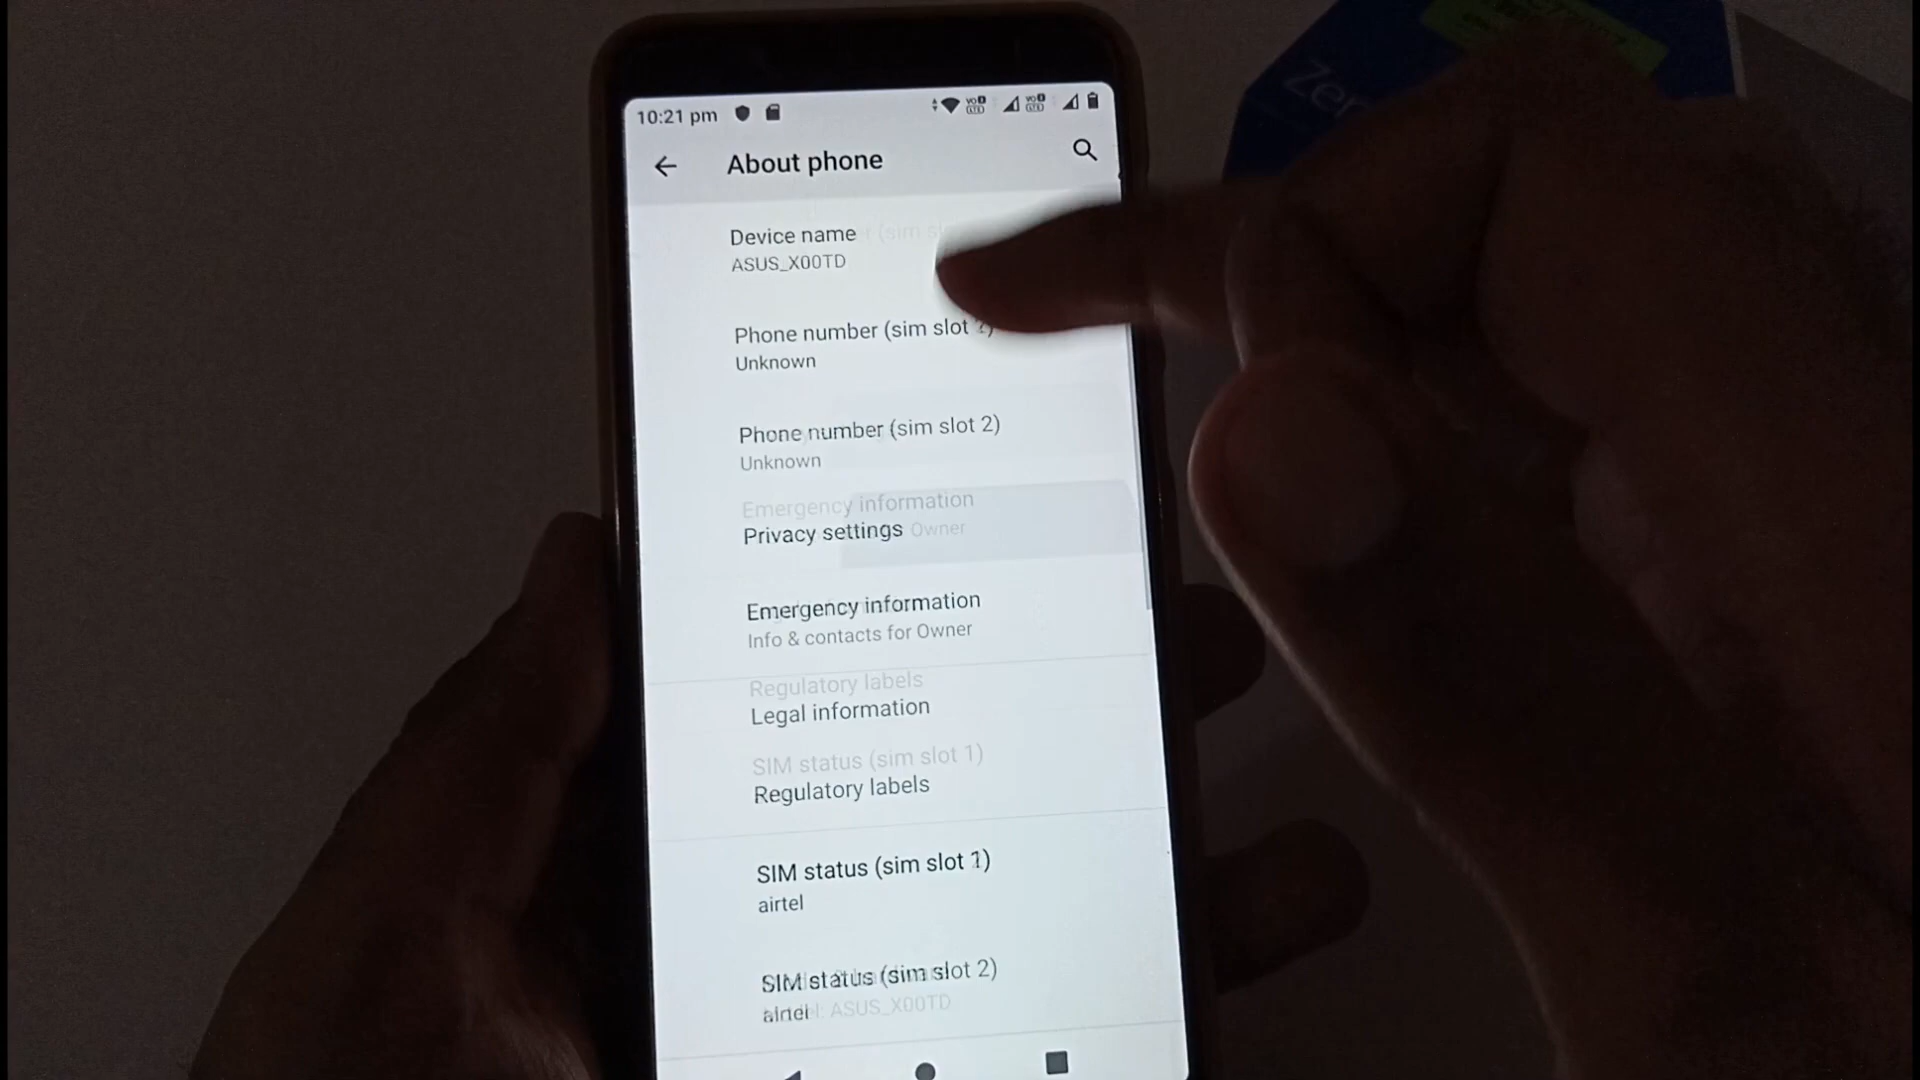 Zen
10:21 pm
About phone
Device name
ASUS_X00TD
Phone number (sim slot
Unknown
Phone number (sim slot 2)
Unknown
Emergency information
Privacy settings Owner
Emergency information
Info & contacts for Owner
Regulatory labels
Legal information
SIM status (sim slot 1)
Regulatory labels
SIM status (sim slot 1)
airtel
SIM status (sim slot 2)
airtel ASUS_X00TD